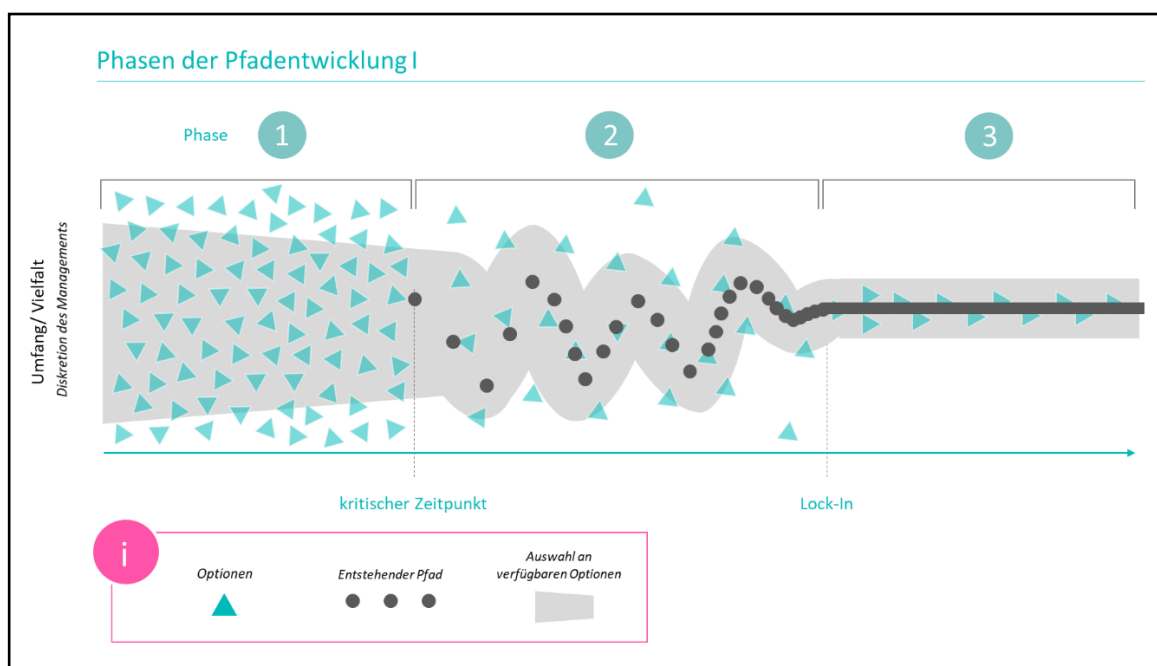 Phasen der Pfadentwicklung I
Phase
1
2
3
Umfang/ Vielfalt
Diskretion des Managements
kritischer Zeitpunkt
Lock-In
i
Optionen
Entstehender Pfad
Auswahl an
verfügbaren Optionen